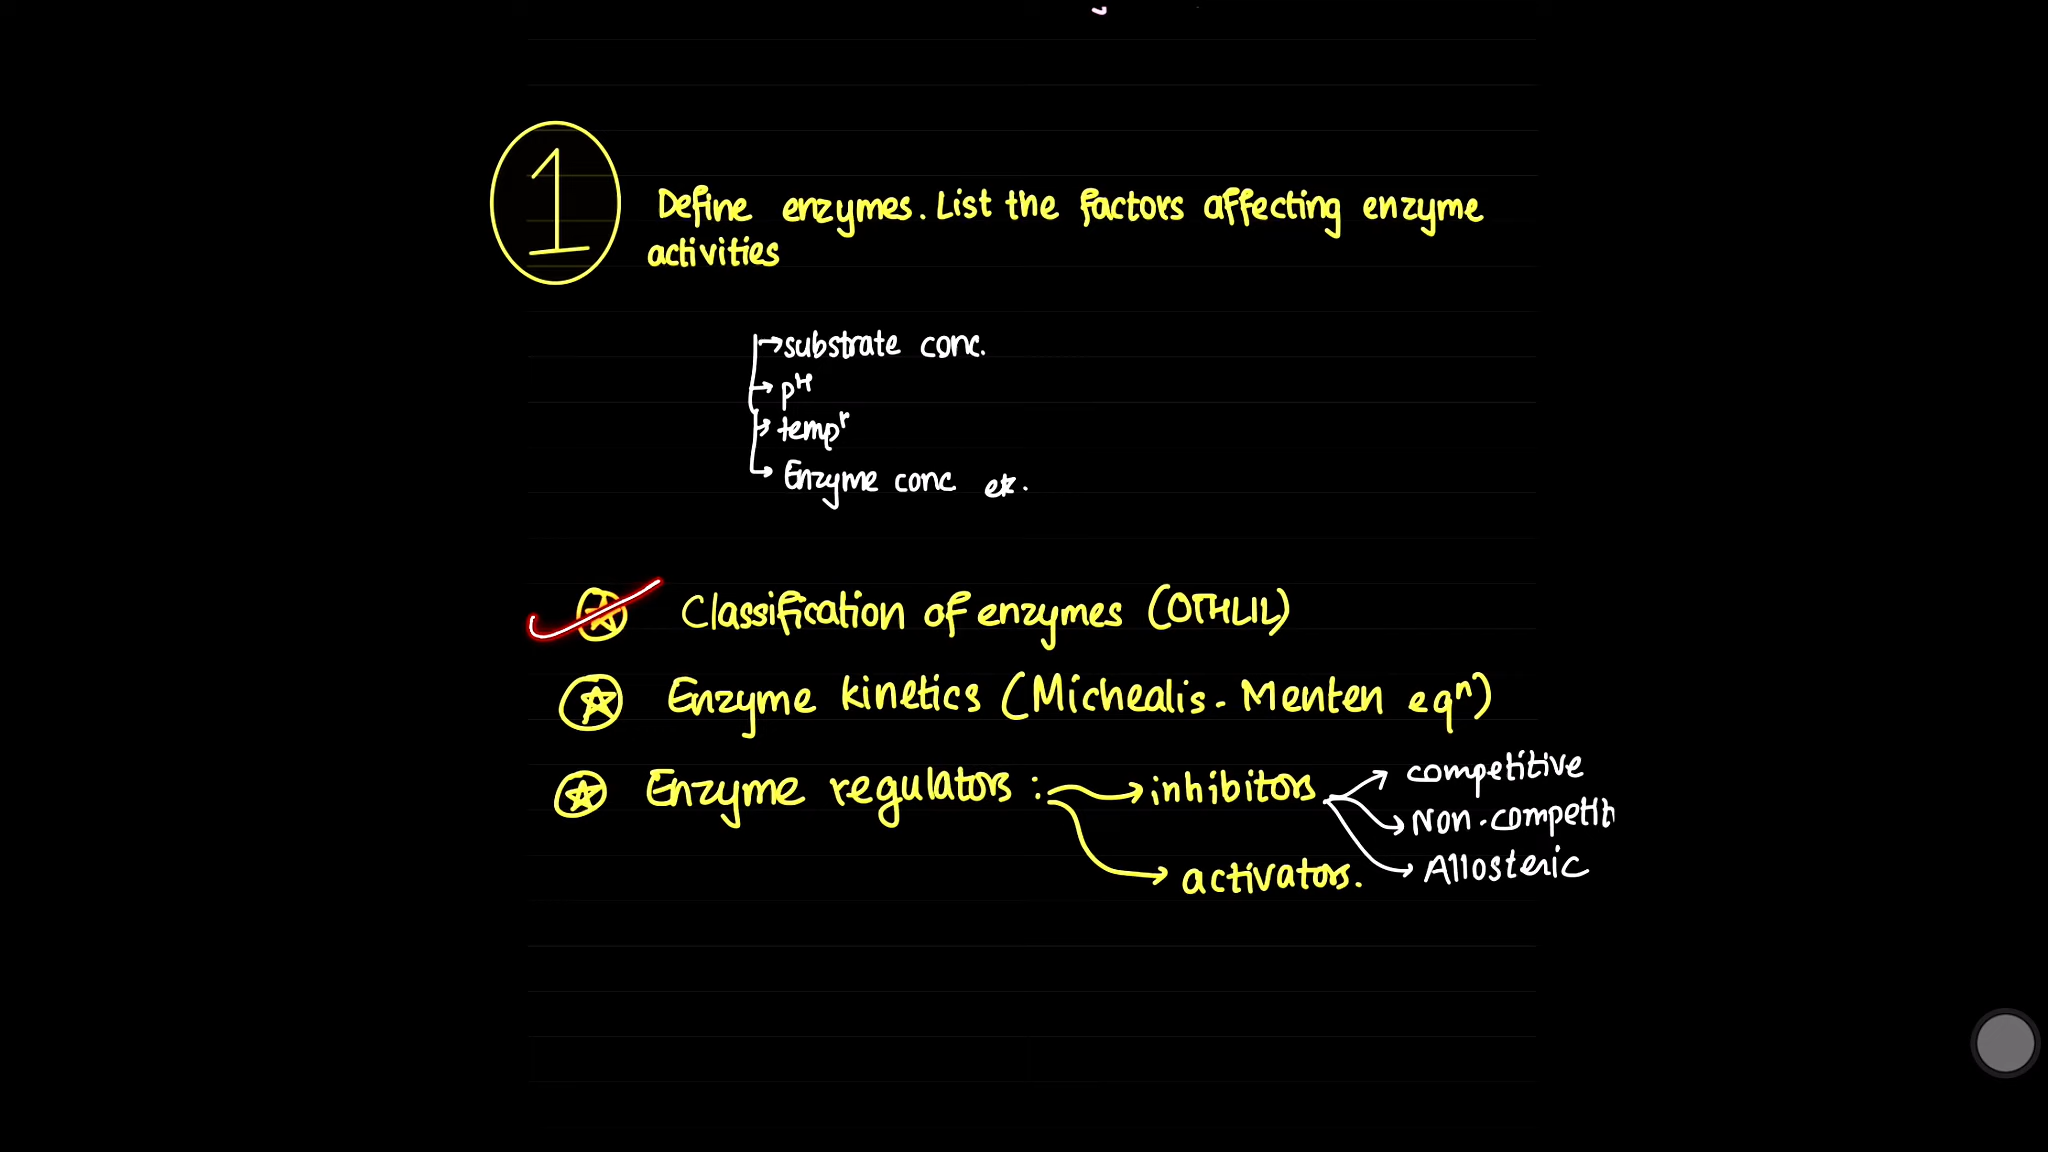 1
Define enzymes. List the factors affecting enzyme
activities
→substrate conc.
→ pH
→ tempr
→ Enzyme conc etc.
Classification of enzymes (OTHLIL)
Enzyme kinetics (Michealis-Menten eqn)
Enzyme regulators : → inhibitors → competitive
→ Non-competiti
→ Allosteric
→ activators.